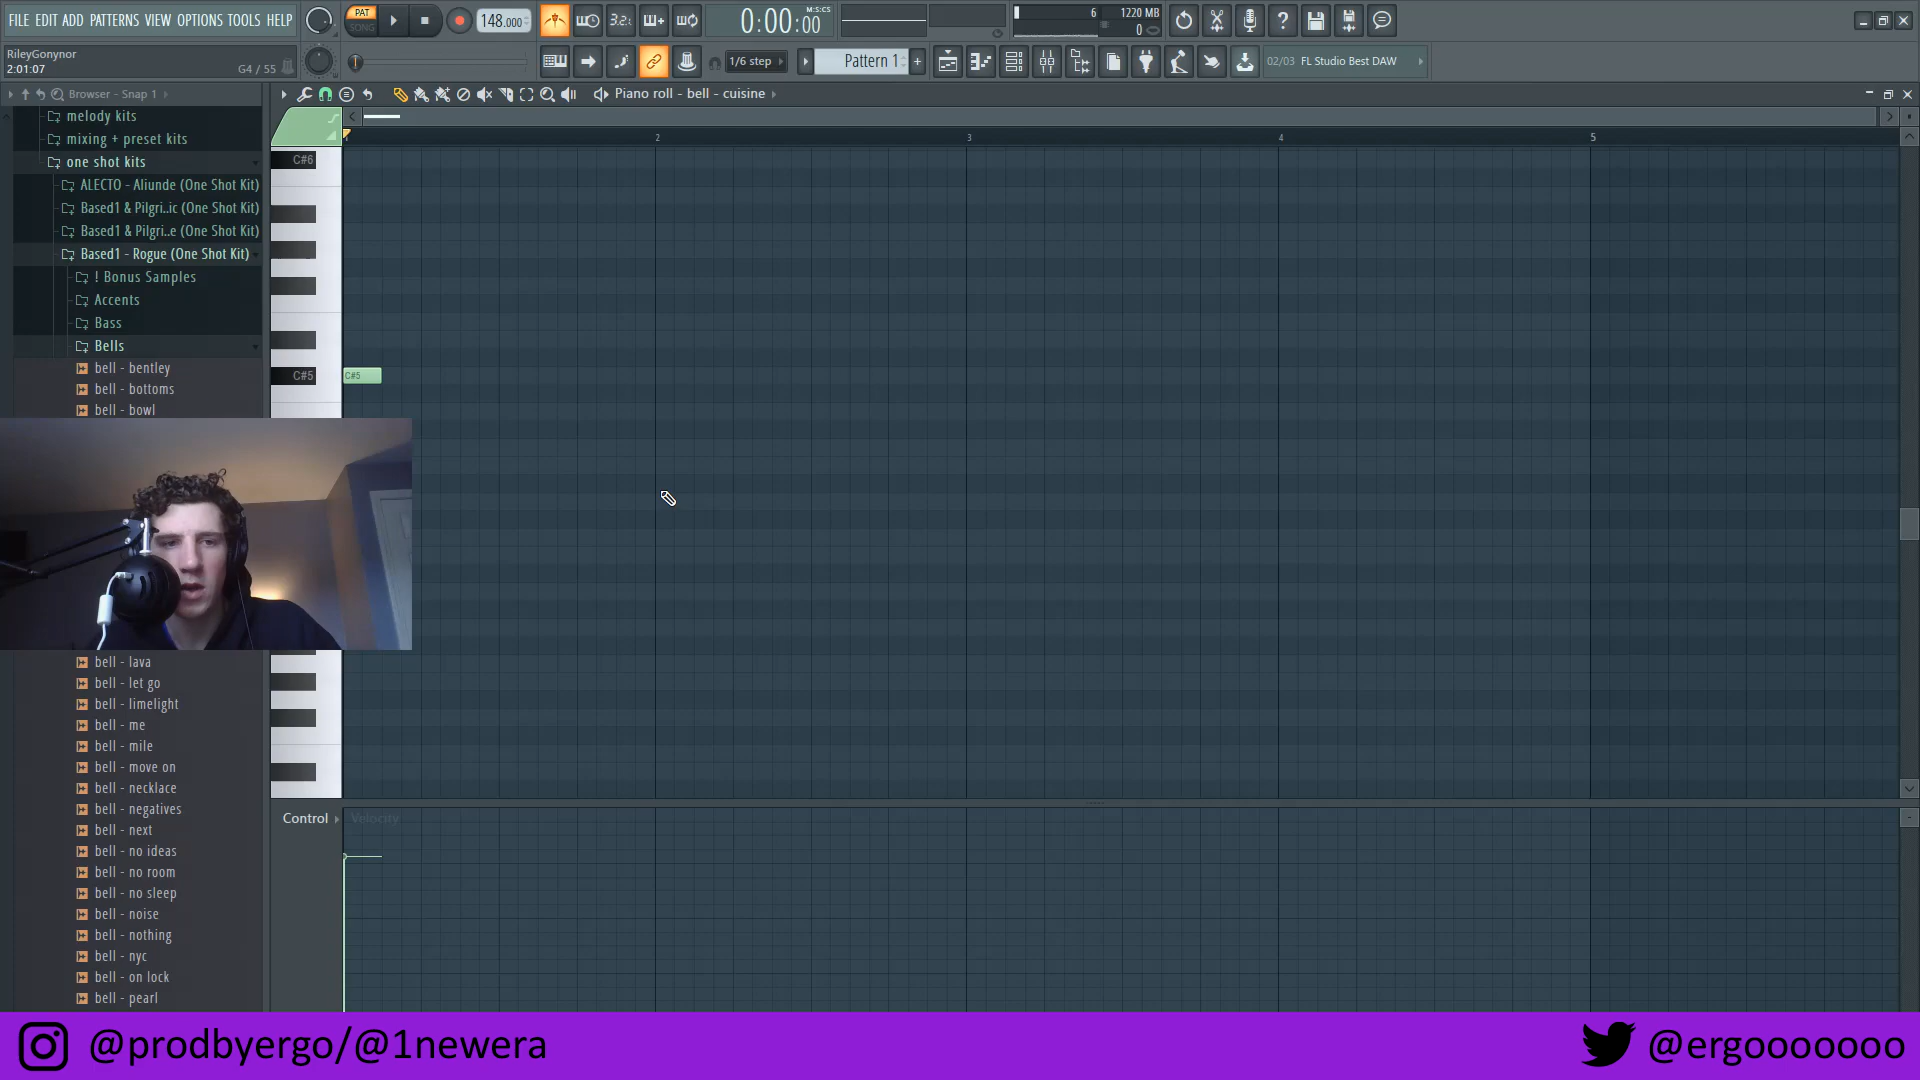 FILE EDIT ADD PATTERNS VIEW OPTIONS TOOLS HELP
PAT
SONG
148.000
3.2.
0:00:00
M:S:CS
6
1220 MB
0
RileyGonynor
2:01:07
G4 / 55
1/6 step
Pattern 1
02/03 FL Studio Best DAW
Browser - Snap 1
Piano roll - bell - cuisine
melody kits
mixing + preset kits
one shot kits
ALECTO - Aliunde (One Shot Kit)
Based1 & Pilgri..ic (One Shot Kit)
Based1 & Pilgri..e (One Shot Kit)
Based1 - Rogue (One Shot Kit)
! Bonus Samples
Accents
Bass
Bells
bell - bentley
bell - bottoms
bell - bowl
bell - lava
bell - let go
bell - limelight
bell - me
bell - mile
bell - move on
bell - necklace
bell - negatives
bell - next
bell - no ideas
bell - no room
bell - no sleep
bell - noise
bell - nothing
bell - nyc
bell - on lock
bell - pearl
2
3
4
5
C#6
C#5
C#5
Control
Velocity
@prodbyergo/@1newera
@ergooooooo